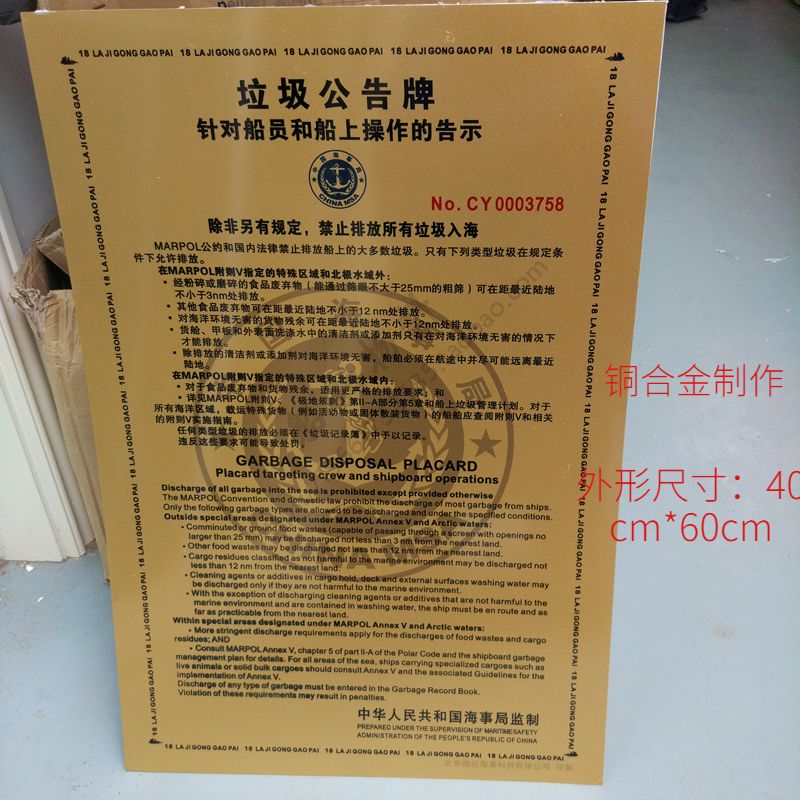 18 LA JI GONG GAO PAI 18 LA JI GONG GAO PAI 18 LA JI GONG GAO PAI 18 LA JI GONG GAO PAI
垃圾公告牌
针对船员和船上操作的告示
中国海事局
CHINA MSA
No. CY0003758
除非另有规定，禁止排放所有垃圾入海
MARPOL公约和国内法律禁止排放船上的大多数垃圾。只有下列类型垃圾在规定条
件下允许排放。
在MARPOL附则V指定的特殊区域和北极水域外：
• 经粉碎或磨碎的食品废弃物（能通过筛眼不大于25mm的粗筛）可在距最近陆地
不小于3nm处排放。
• 其他食品废弃物可在距最近陆地不小于12 nm处排放。
• 对海洋环境无害的货物残余可在距最近陆地不小于12nm处排放。
• 货舱、甲板和外表面洗涤水中的清洁剂或添加剂只有在对海洋环境无害的情况下
才能排放。
• 除排放的清洁剂或添加剂对海洋环境无害，船舶必须在航途中并尽可能远离最近
陆地。
在MARPOL附则V指定的特殊区域和北极水域内：
• 对于食品废弃物和货物残余，适用更严格的排放要求；和
• 详见MARPOL附则V、《极地规则》第II-A部分第5章和船上垃圾管理计划。对于
所有海洋区域，载运特殊货物（例如活动物或固体散装货物）的船舶应查阅附则V和相关
的附则V实施指南。
任何类型垃圾的排放必须在《垃圾记录簿》中予以记录。
违反这些要求可能导致处罚。
GARBAGE DISPOSAL PLACARD
Placard targeting crew and shipboard operations
Discharge of all garbage into the sea is prohibited except provided otherwise
The MARPOL Convention and domestic law prohibit the discharge of most garbage from ships.
Only the following garbage types are allowed to be discharged and under the specified conditions.
Outside special areas designated under MARPOL Annex V and Arctic waters:
• Comminuted or ground food wastes (capable of passing through a screen with openings no
larger than 25 mm) may be discharged not less than 3 nm from the nearest land.
• Other food wastes may be discharged not less than 12 nm from the nearest land.
• Cargo residues classified as not harmful to the marine environment may be discharged not
less than 12 nm from the nearest land.
• Cleaning agents or additives in cargo hold, deck and external surfaces washing water may
be discharged only if they are not harmful to the marine environment.
• With the exception of discharging cleaning agents or additives that are not harmful to the
marine environment and are contained in washing water, the ship must be en route and as
far as practicable from the nearest land.
Within special areas designated under MARPOL Annex V and Arctic waters:
• More stringent discharge requirements apply for the discharges of food wastes and cargo
residues; AND
• Consult MARPOL Annex V, chapter 5 of part II-A of the Polar Code and the shipboard garbage
management plan for details. For all areas of the sea, ships carrying specialized cargoes such as
live animals or solid bulk cargoes should consult Annex V and the associated Guidelines for the
implementation of Annex V.
Discharge of any type of garbage must be entered in the Garbage Record Book.
Violation of these requirements may result in penalties.
中华人民共和国海事局监制
PREPARED UNDER THE SUPERVISION OF MARITIMESAFETY
ADMINISTRATION OF THE PEOPLE'S REPUBLIC OF CHINA
18 LA JI GONG GAO PAI 18 LA JI GONG GAO PAI 18 LA JI GONG GAO PAI 18 LA JI GONG GAO PAI
铜合金制作
外形尺寸：40
cm*60cm